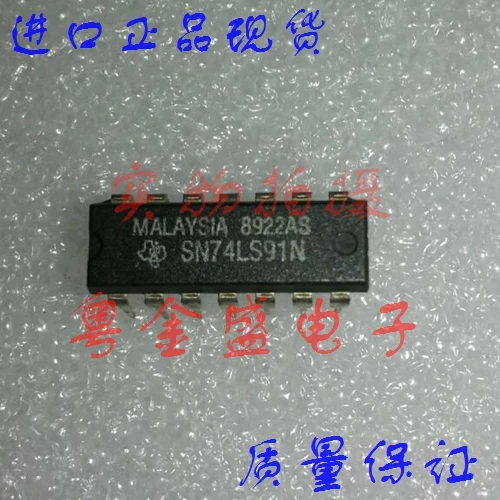 进口正品现货
实物拍摄
MALAYSIA 8922AS
SN74LS91N
粤金盛电子
质量保证